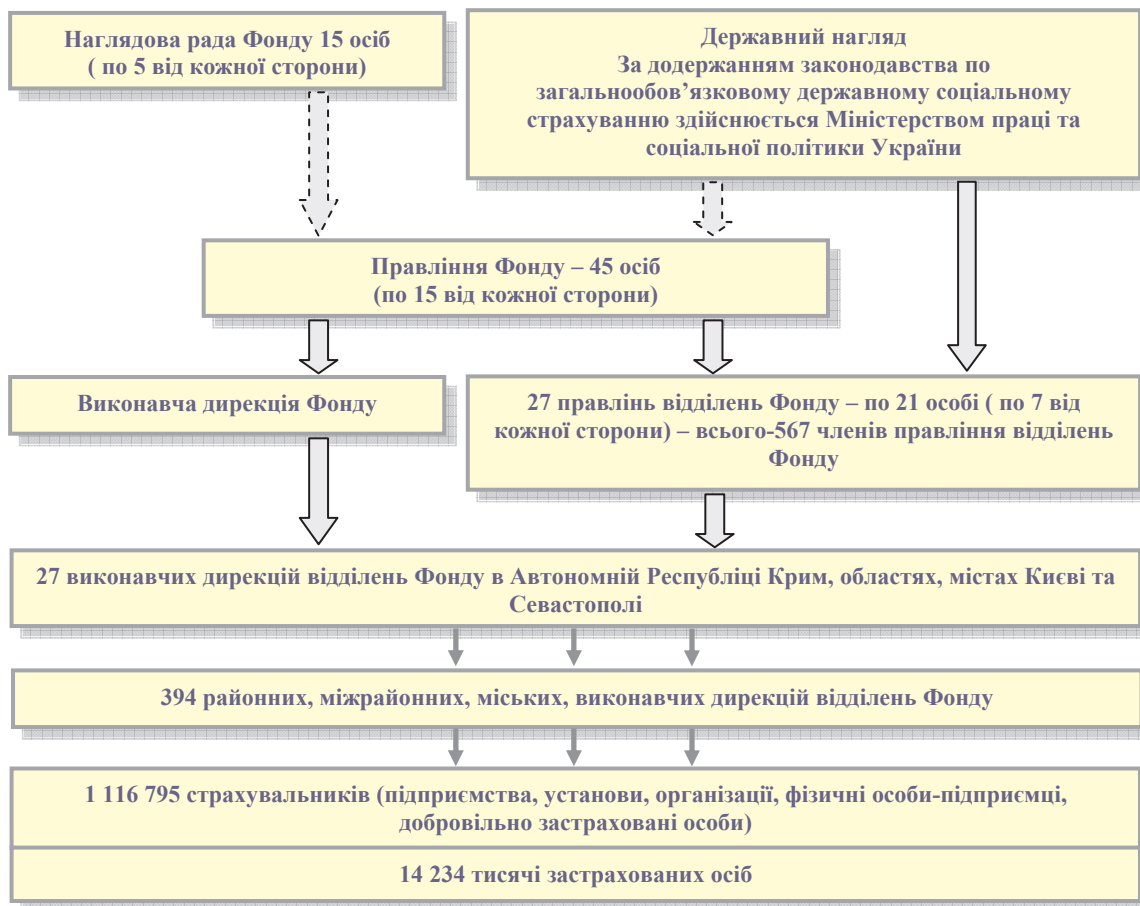 Наглядова рада Фонду 15 осіб
( по 5 від кожної сторони)
Державний нагляд
За додержанням законодавства по
загальнообов’язковому державному соціальному
страхуванню здійснюється Міністерством праці та
соціальної політики України
Правління Фонду – 45 осіб
(по 15 від кожної сторони)
Виконавча дирекція Фонду
27 правлінь відділень Фонду – по 21 особі ( по 7 від
кожної сторони) – всього-567 членів правління відділень
Фонду
27 виконавчих дирекцій відділень Фонду в Автономній Республіці Крим, областях, містах Києві та
Севастополі
394 районних, міжрайонних, міських, виконавчих дирекцій відділень Фонду
1 116 795 страхувальників (підприємства, установи, організації, фізичні особи-підприємці,
добровільно застраховані особи)
14 234 тисячі застрахованих осіб